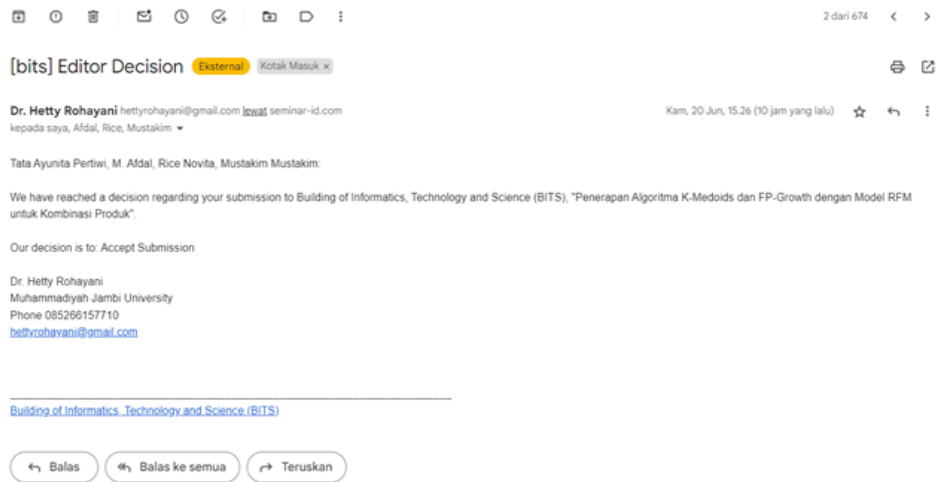 2 dari 674
[bits] Editor Decision Eksternal Kotak Masuk ×
Dr. Hetty Rohayani hettyrohayani@gmail.com lewat seminar-id.com Kam, 20 Jun, 15.26 (10 jam yang lalu)
kepada saya, Afdal, Rice, Mustakim
Tata Ayunita Pertiwi, M. Afdal, Rice Novita, Mustakim Mustakim:
We have reached a decision regarding your submission to Building of Informatics, Technology and Science (BITS), "Penerapan Algoritma K-Medoids dan FP-Growth dengan Model RFM
untuk Kombinasi Produk".
Our decision is to: Accept Submission
Dr. Hetty Rohayani
Muhammadiyah Jambi University
Phone 085266157710
hettyrohayani@gmail.com
Building of Informatics, Technology and Science (BITS)
Balas Balas ke semua Teruskan